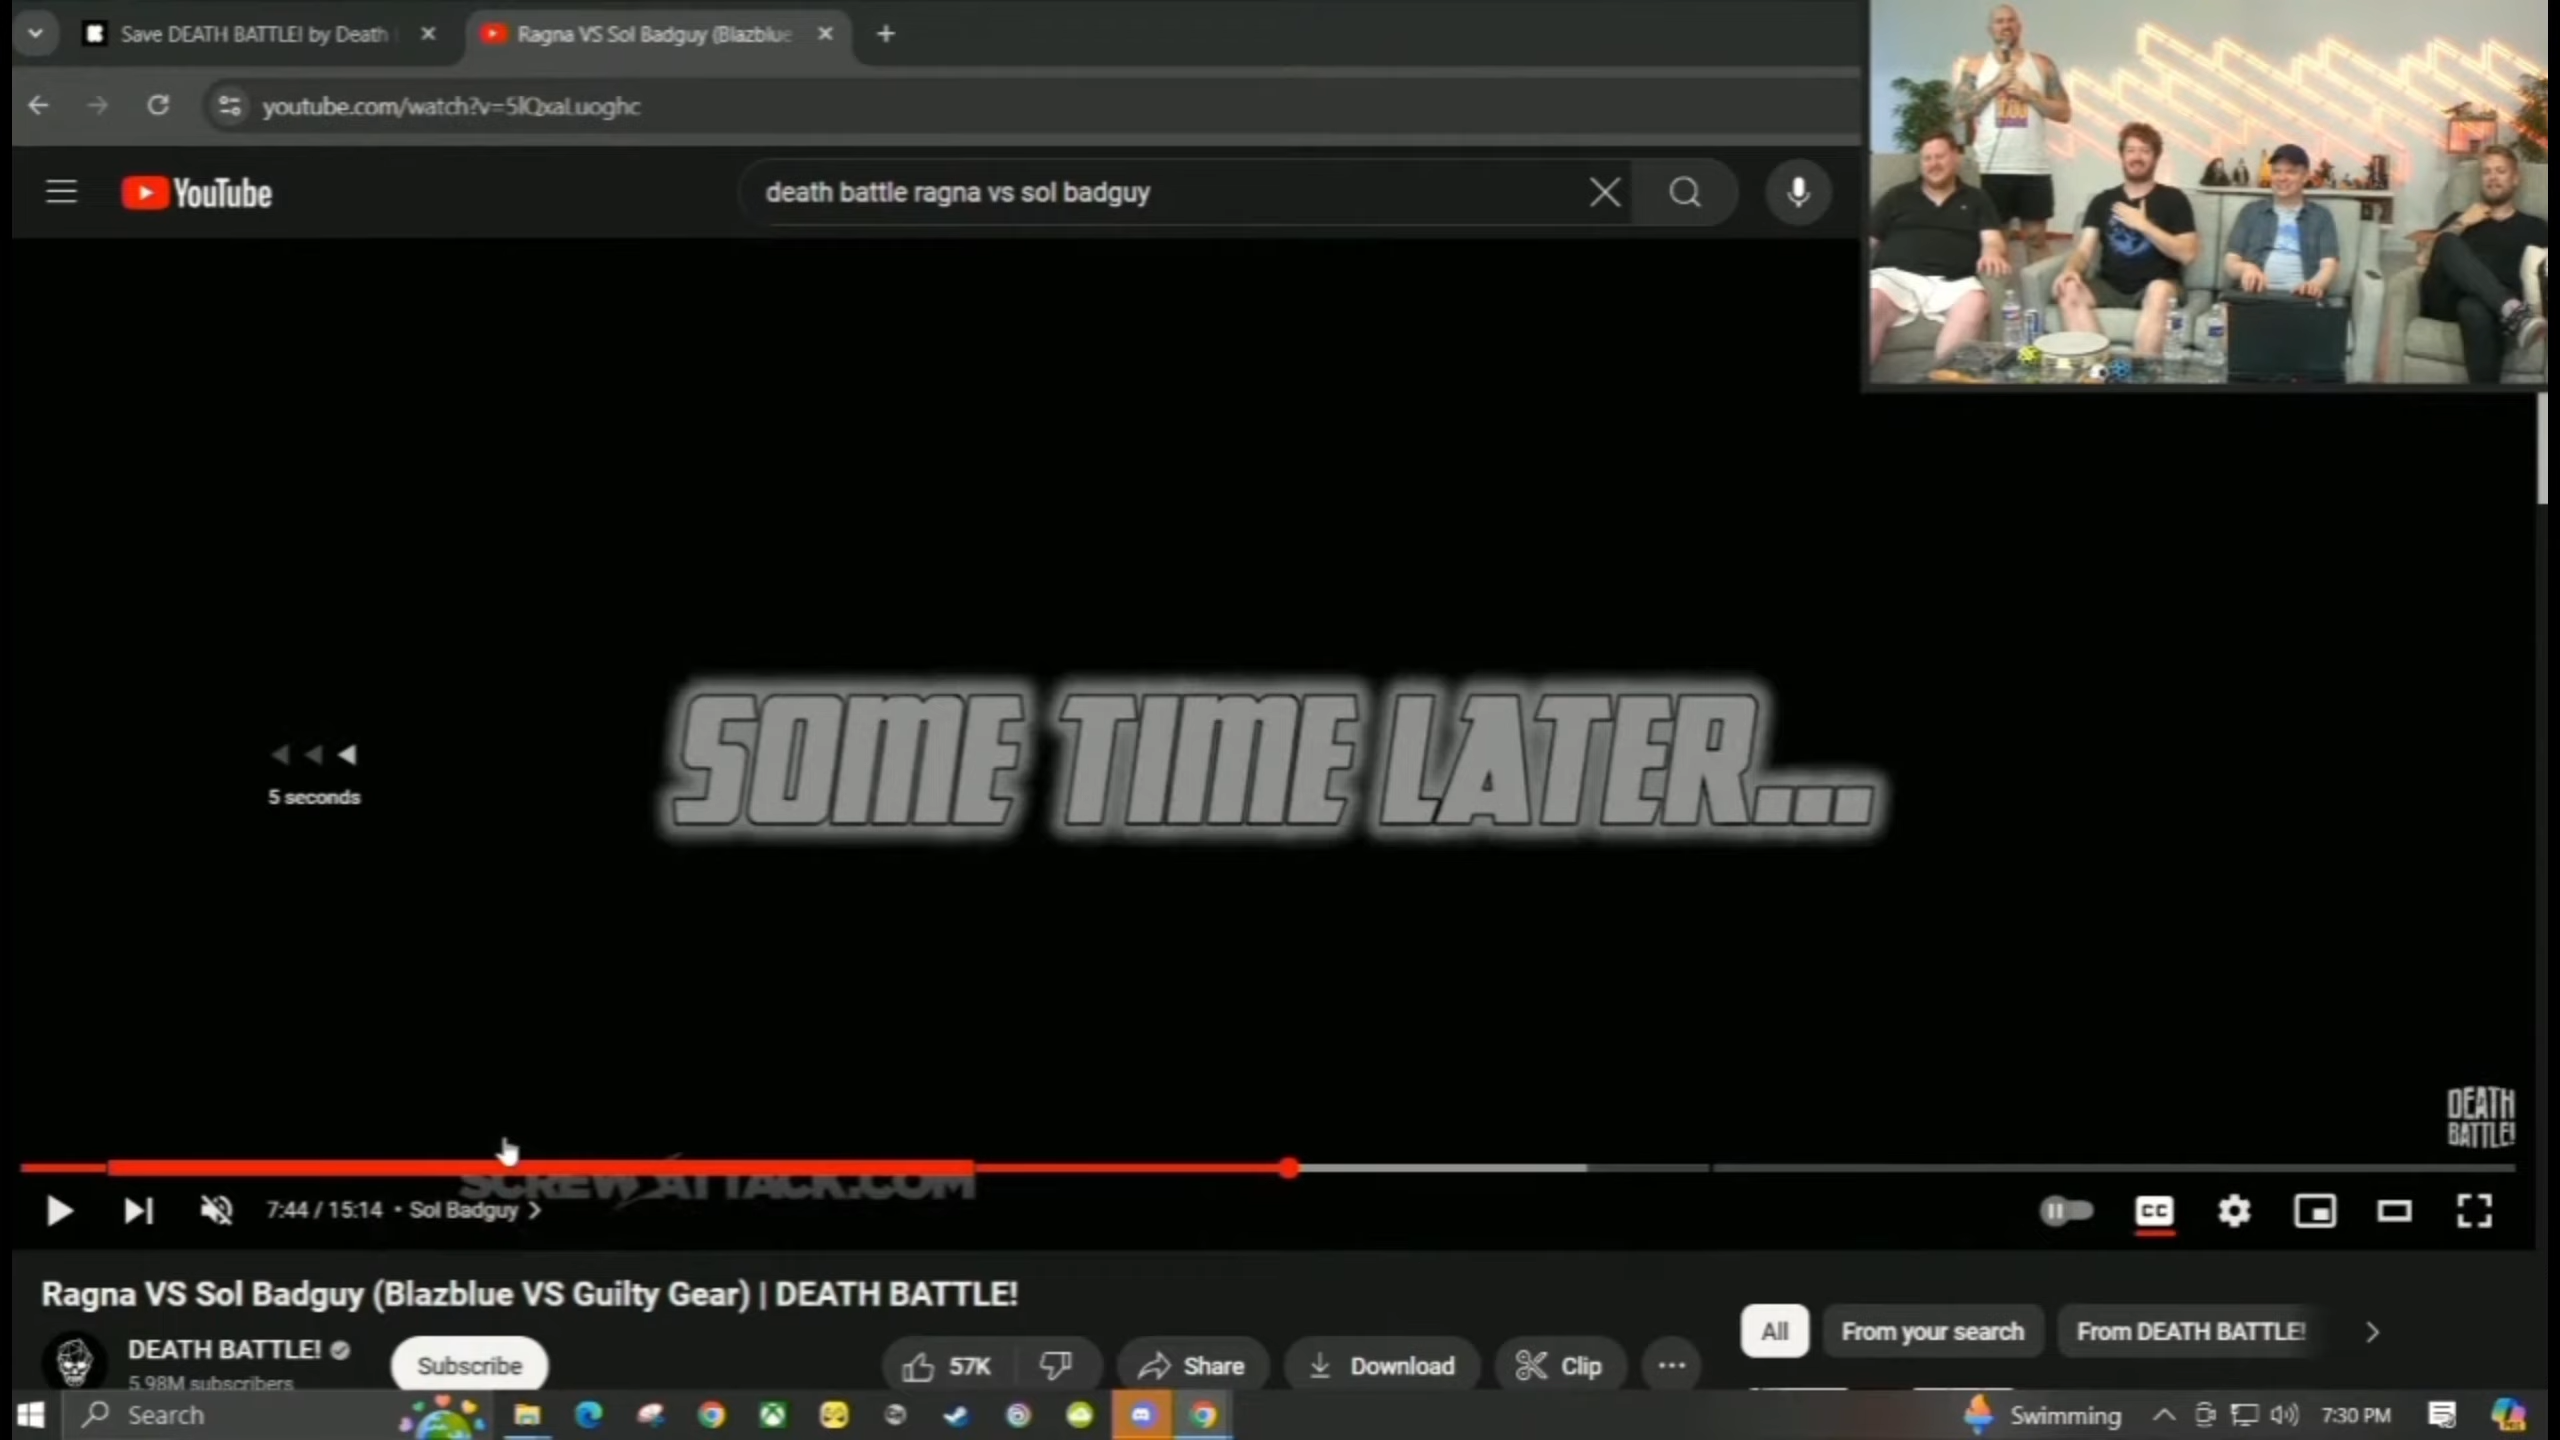 Save DEATH BATTLE! by Death
Ragna VS Sol Badguy (Blazblue
youtube.com/watch?v=5lQxaLuoghc
YouTube
death battle ragna vs sol badguy
SOME TIME LATER...
5 seconds
DEATH
BATTLE!
SCREWATTACK.COM
7:44 / 15:14 • Sol Badguy
CC
Ragna VS Sol Badguy (Blazblue VS Guilty Gear) | DEATH BATTLE!
DEATH BATTLE!
5.98M subscribers
Subscribe
57K
Share
Download
Clip
All
From your search
From DEATH BATTLE!
Search
Swimming
7:30 PM